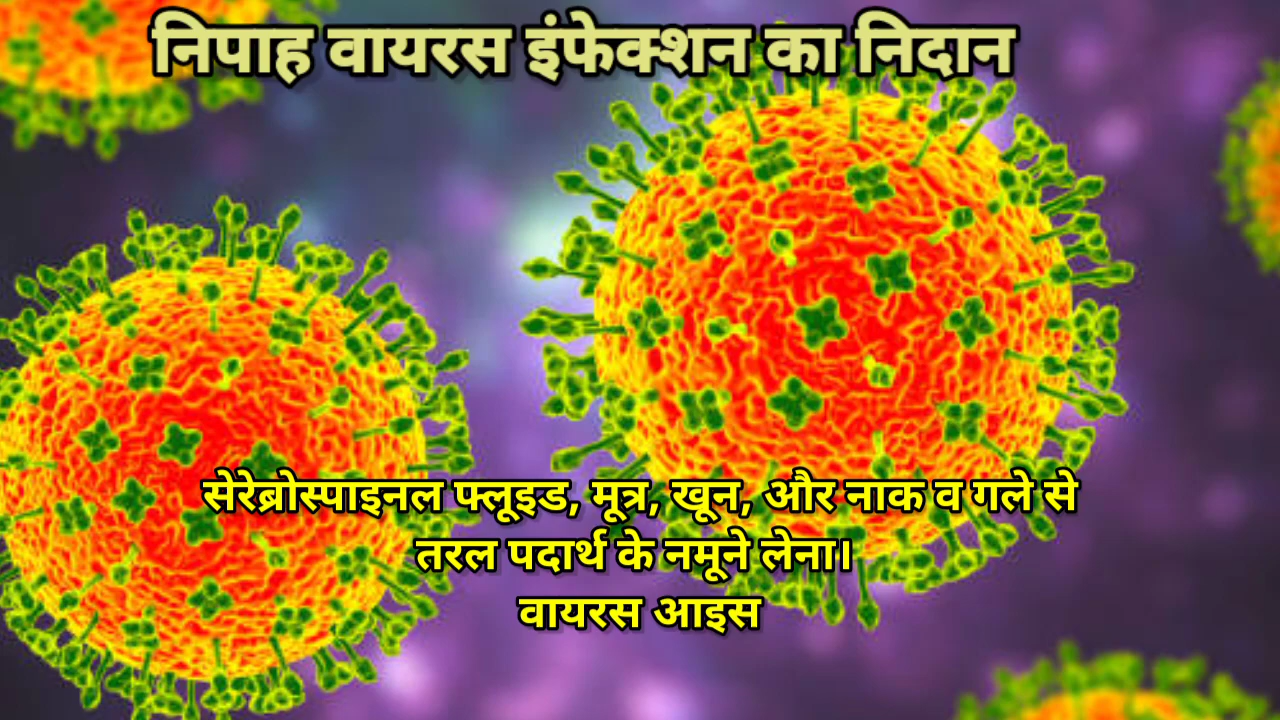 निपाह वायरस इंफेक्शन का निदान
सेरेब्रोस्पाइनल फ्लूइड, मूत्र, खून, और नाक व गले से
तरल पदार्थ के नमूने लेना।
वायरस आइस